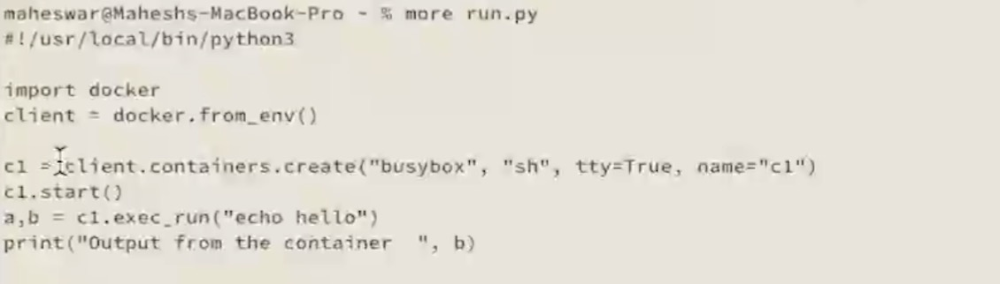 maheswar@Maheshs-MacBook-Pro ~ % more run.py
#!/usr/local/bin/python3
import docker
client = docker.from_env()
c1 = client.containers.create("busybox", "sh", tty=True, name="c1")
c1.start()
a,b = c1.exec_run("echo hello")
print("Output from the container  ", b)